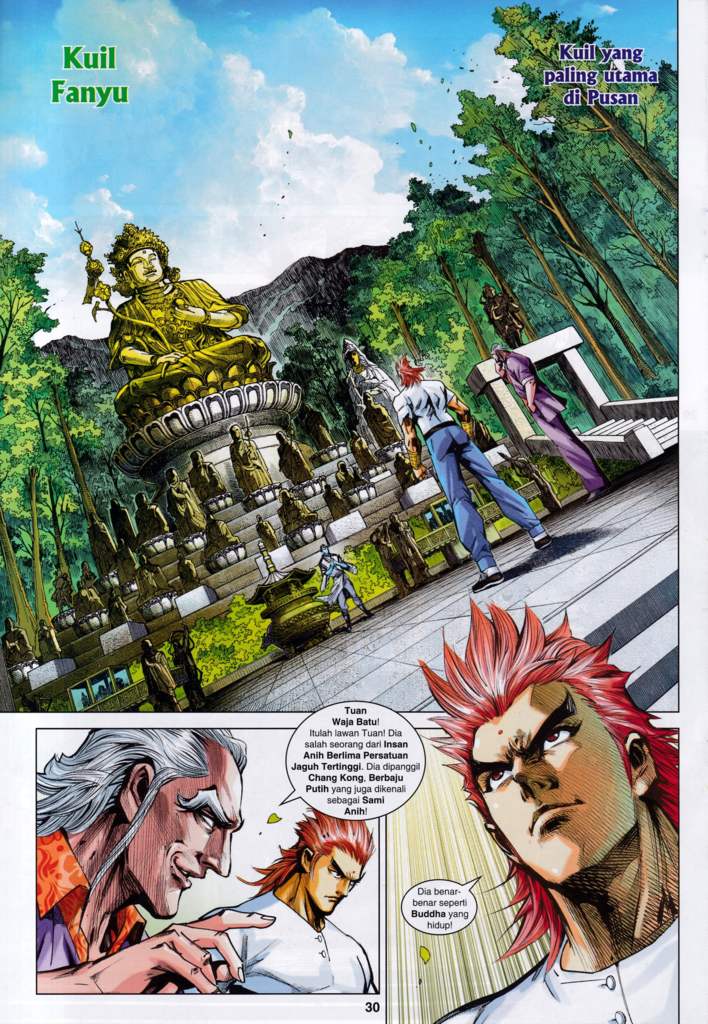 Kuil
Fanyu
Kuil yang
paling utama
di Pusan
Tuan
Waja Batu!
Itulah lawan Tuan! Dia
salah seorang dari Insan
Anih Berlima Persatuan
Jaguh Tertinggi. Dia dipanggil
Chang Kong, Berbaju
Putih yang juga dikenali
sebagai Sami
Anih!
Dia benar-
benar seperti
Buddha yang
hidup!
30